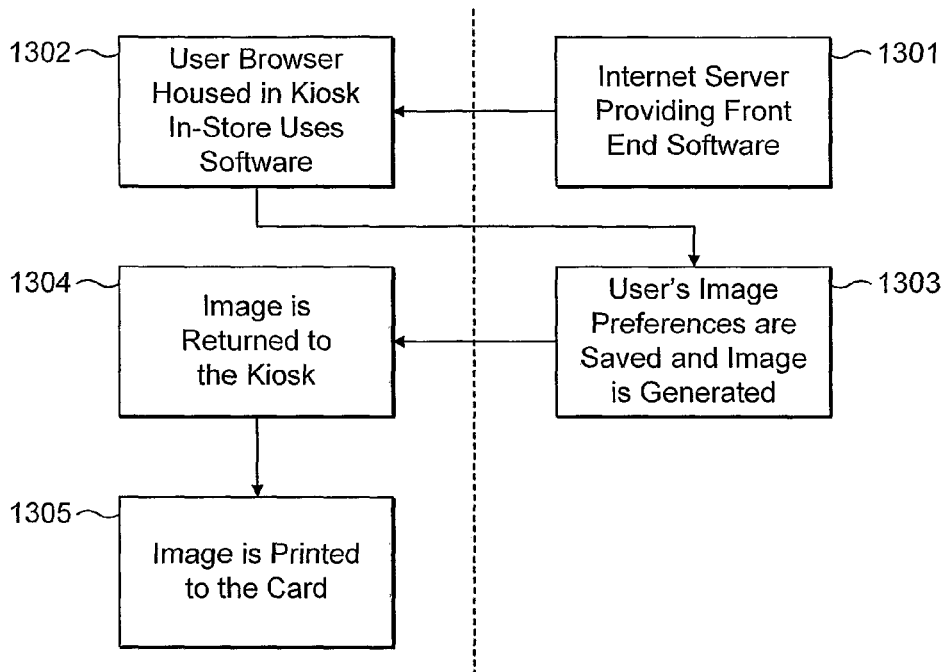 1302
User Browser
Housed in Kiosk
In-Store Uses
Software
1301
Internet Server
Providing Front
End Software
1304
Image is
Returned to
the Kiosk
1303
User's Image
Preferences are
Saved and Image
is Generated
1305
Image is Printed
to the Card